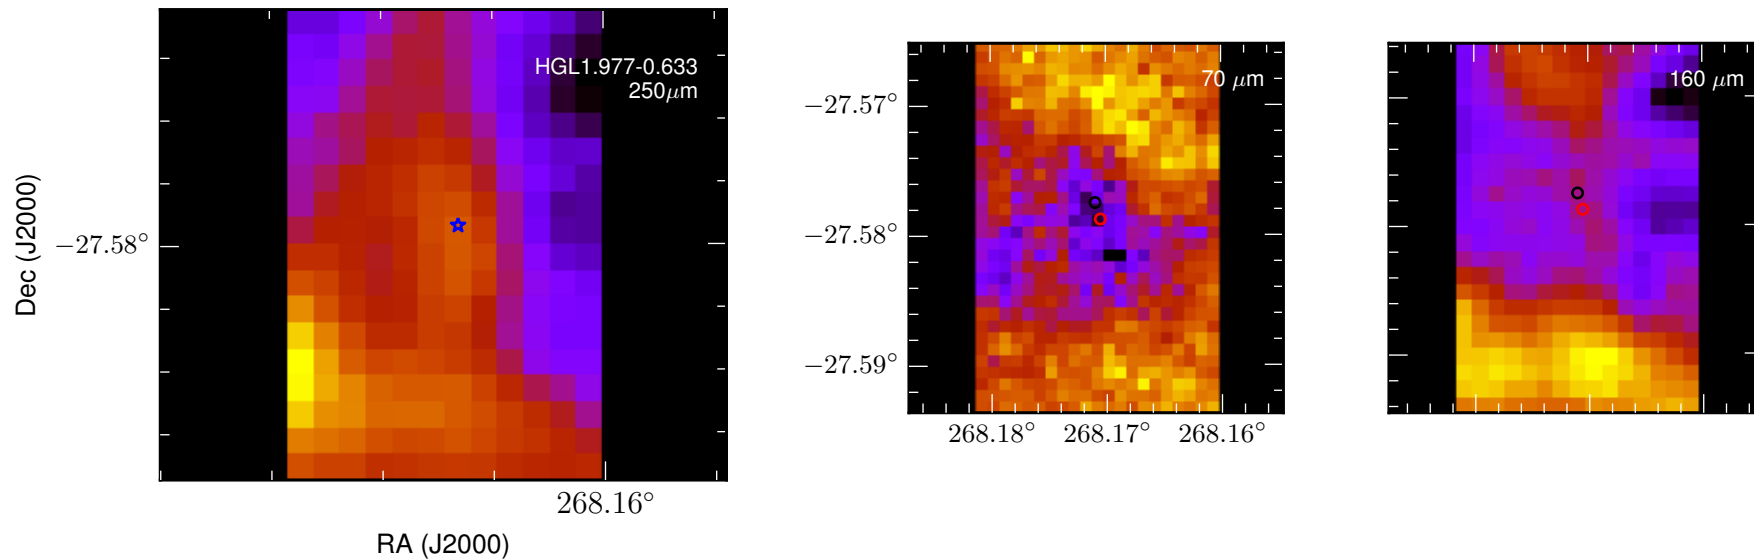 HGL1.977-0.633
250μm
−27.58°
Dec (J2000)
268.16°
RA (J2000)
70 μm
−27.57°
−27.58°
−27.59°
268.18° 268.17° 268.16°
160 μm